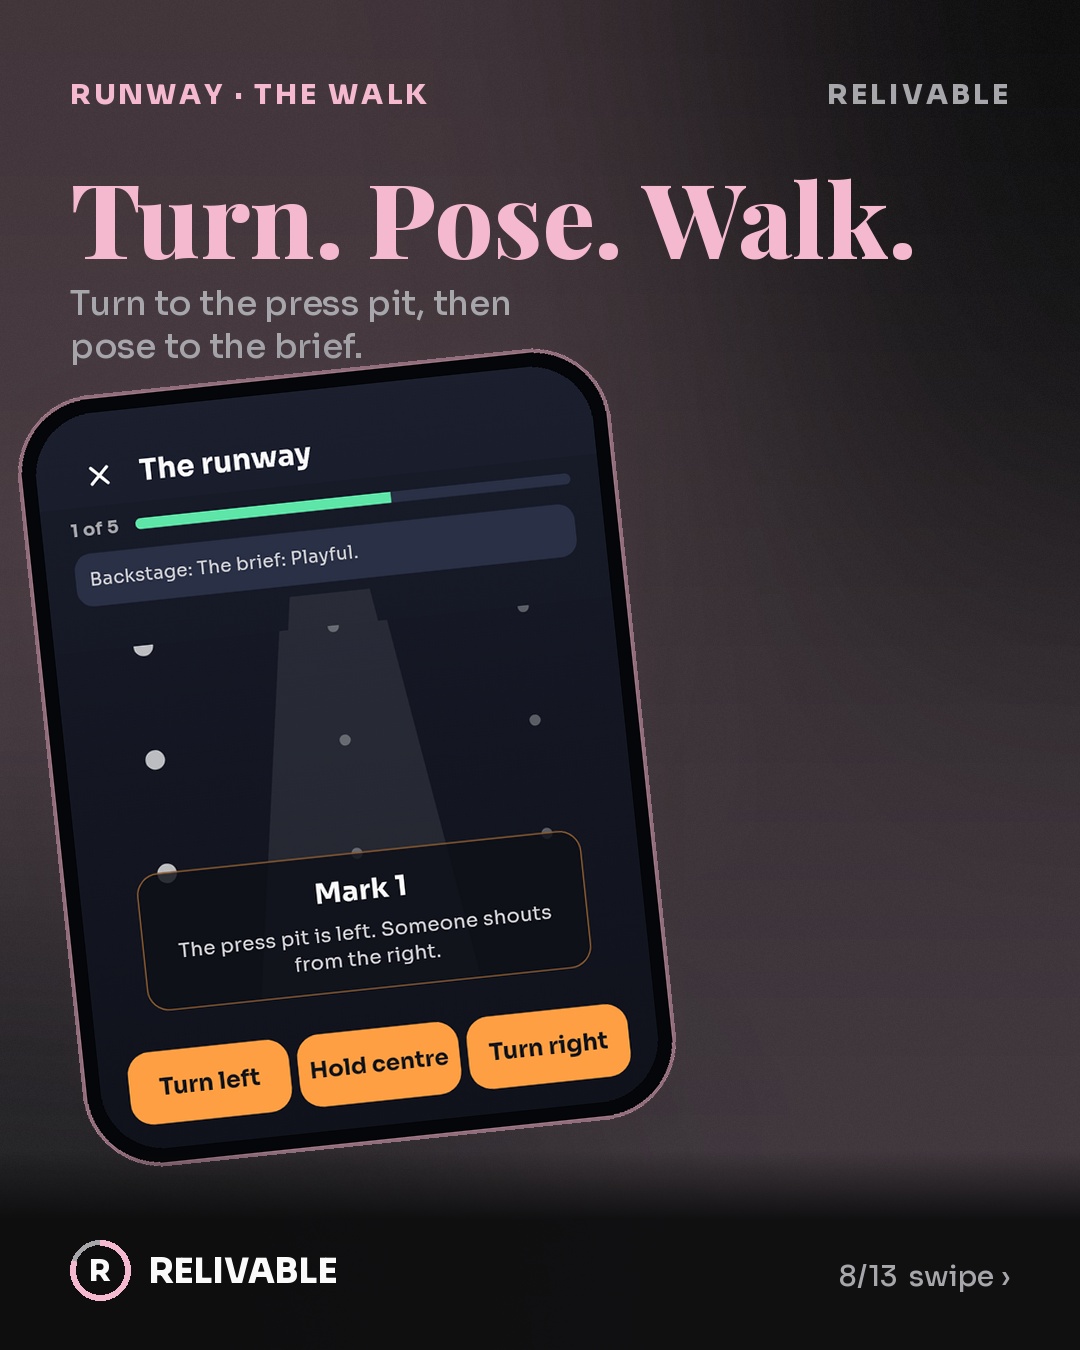 RUNWAY · THE WALK
RELIVABLE
Turn. Pose. Walk.
Turn to the press pit, then
pose to the brief.
The runway
1 of 5
Backstage: The brief: Playful.
Mark 1
The press pit is left. Someone shouts
from the right.
Turn left
Hold centre
Turn right
R RELIVABLE
8/13 swipe ›